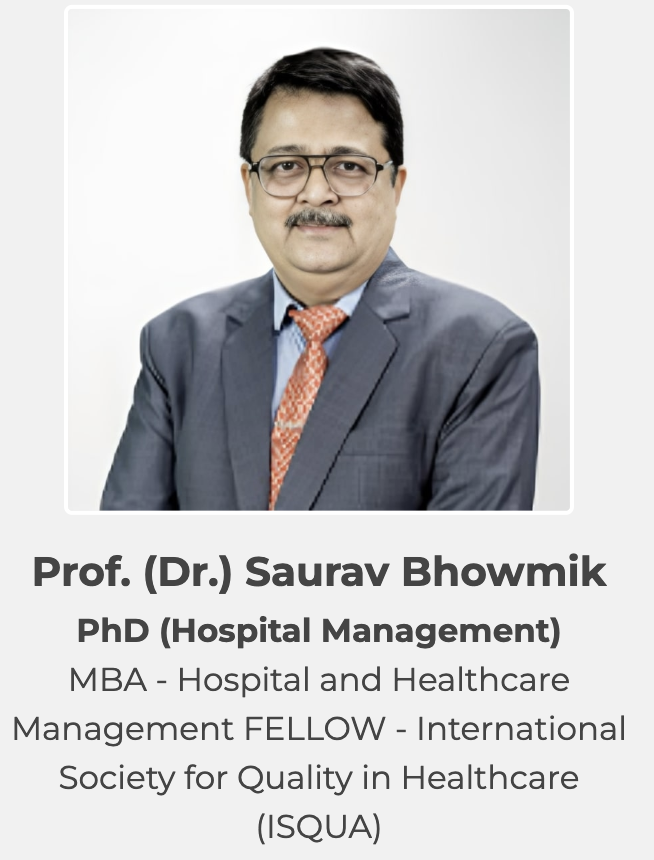 Prof. (Dr.) Saurav Bhowmik
PhD (Hospital Management)
MBA - Hospital and Healthcare
Management FELLOW - International
Society for Quality in Healthcare
(ISQUA)